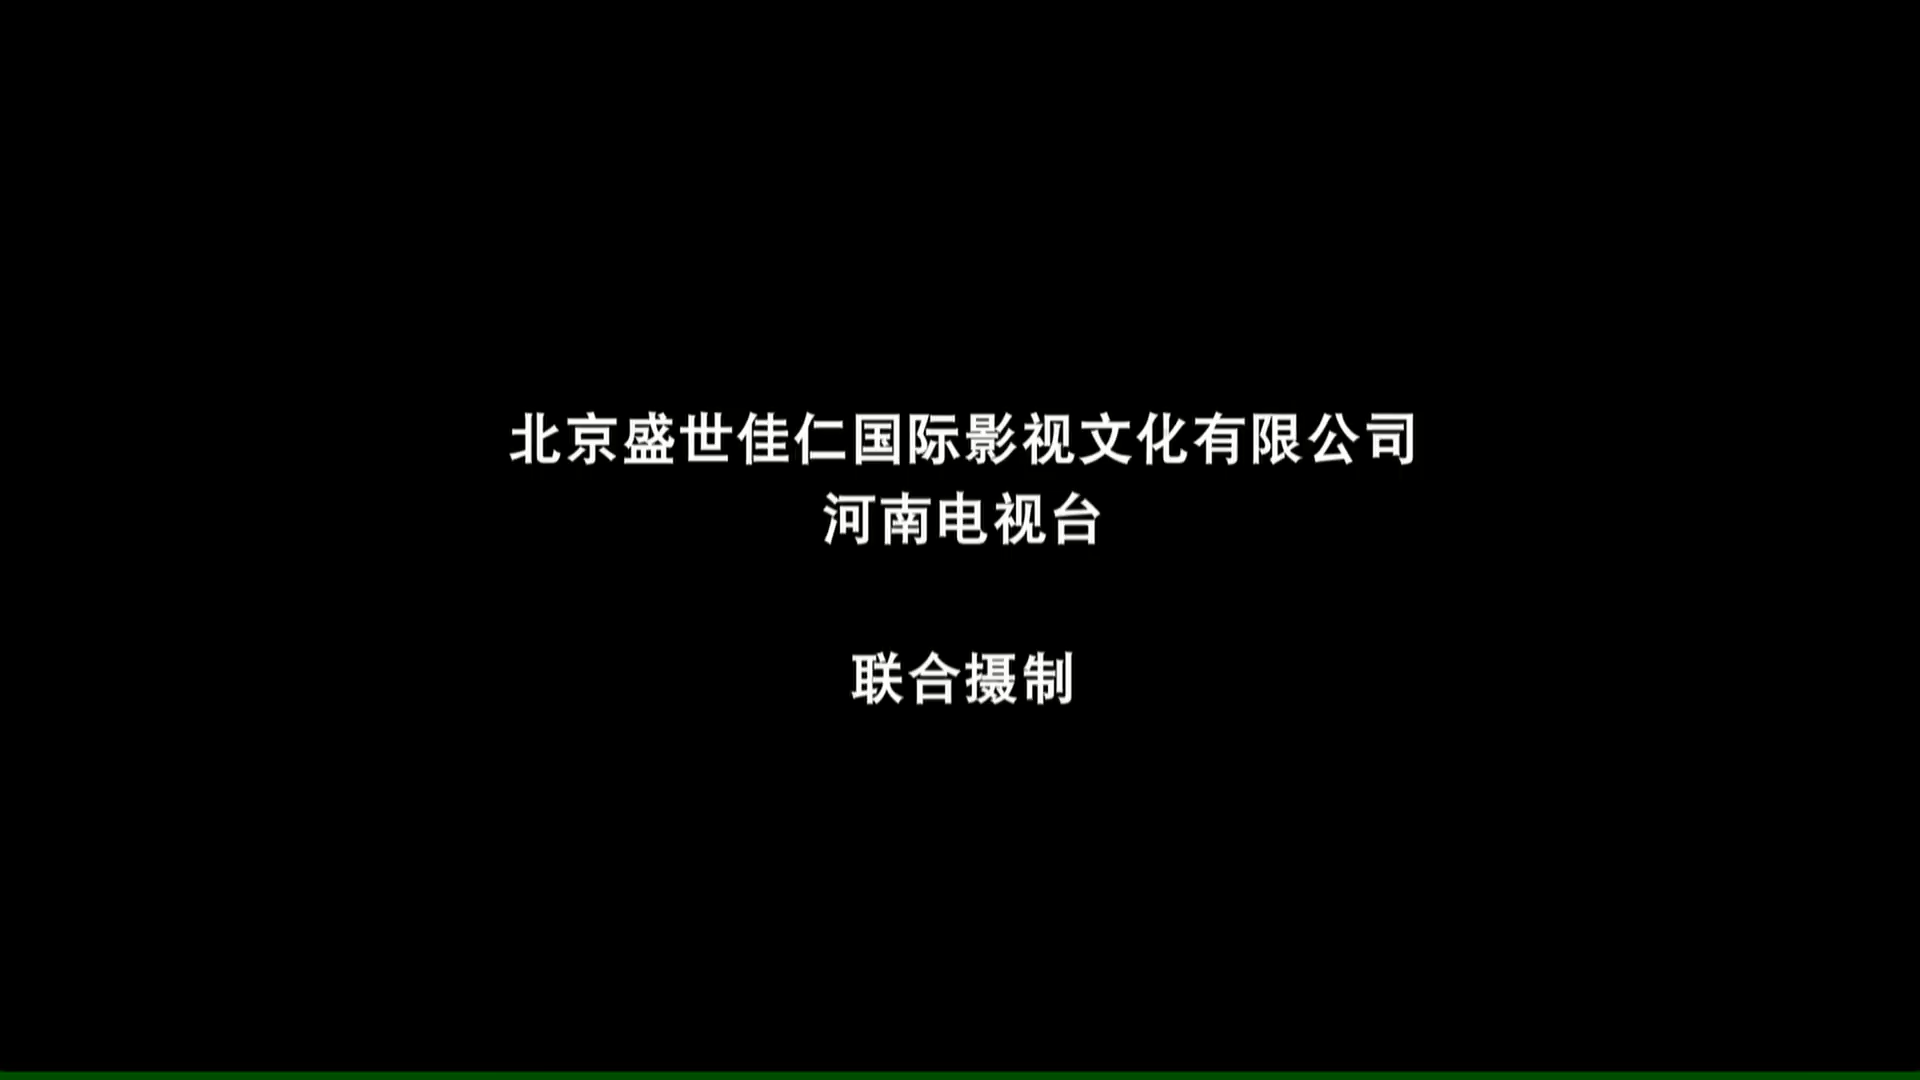 北京盛世佳仁国际影视文化有限公司
河南电视台
联合摄制